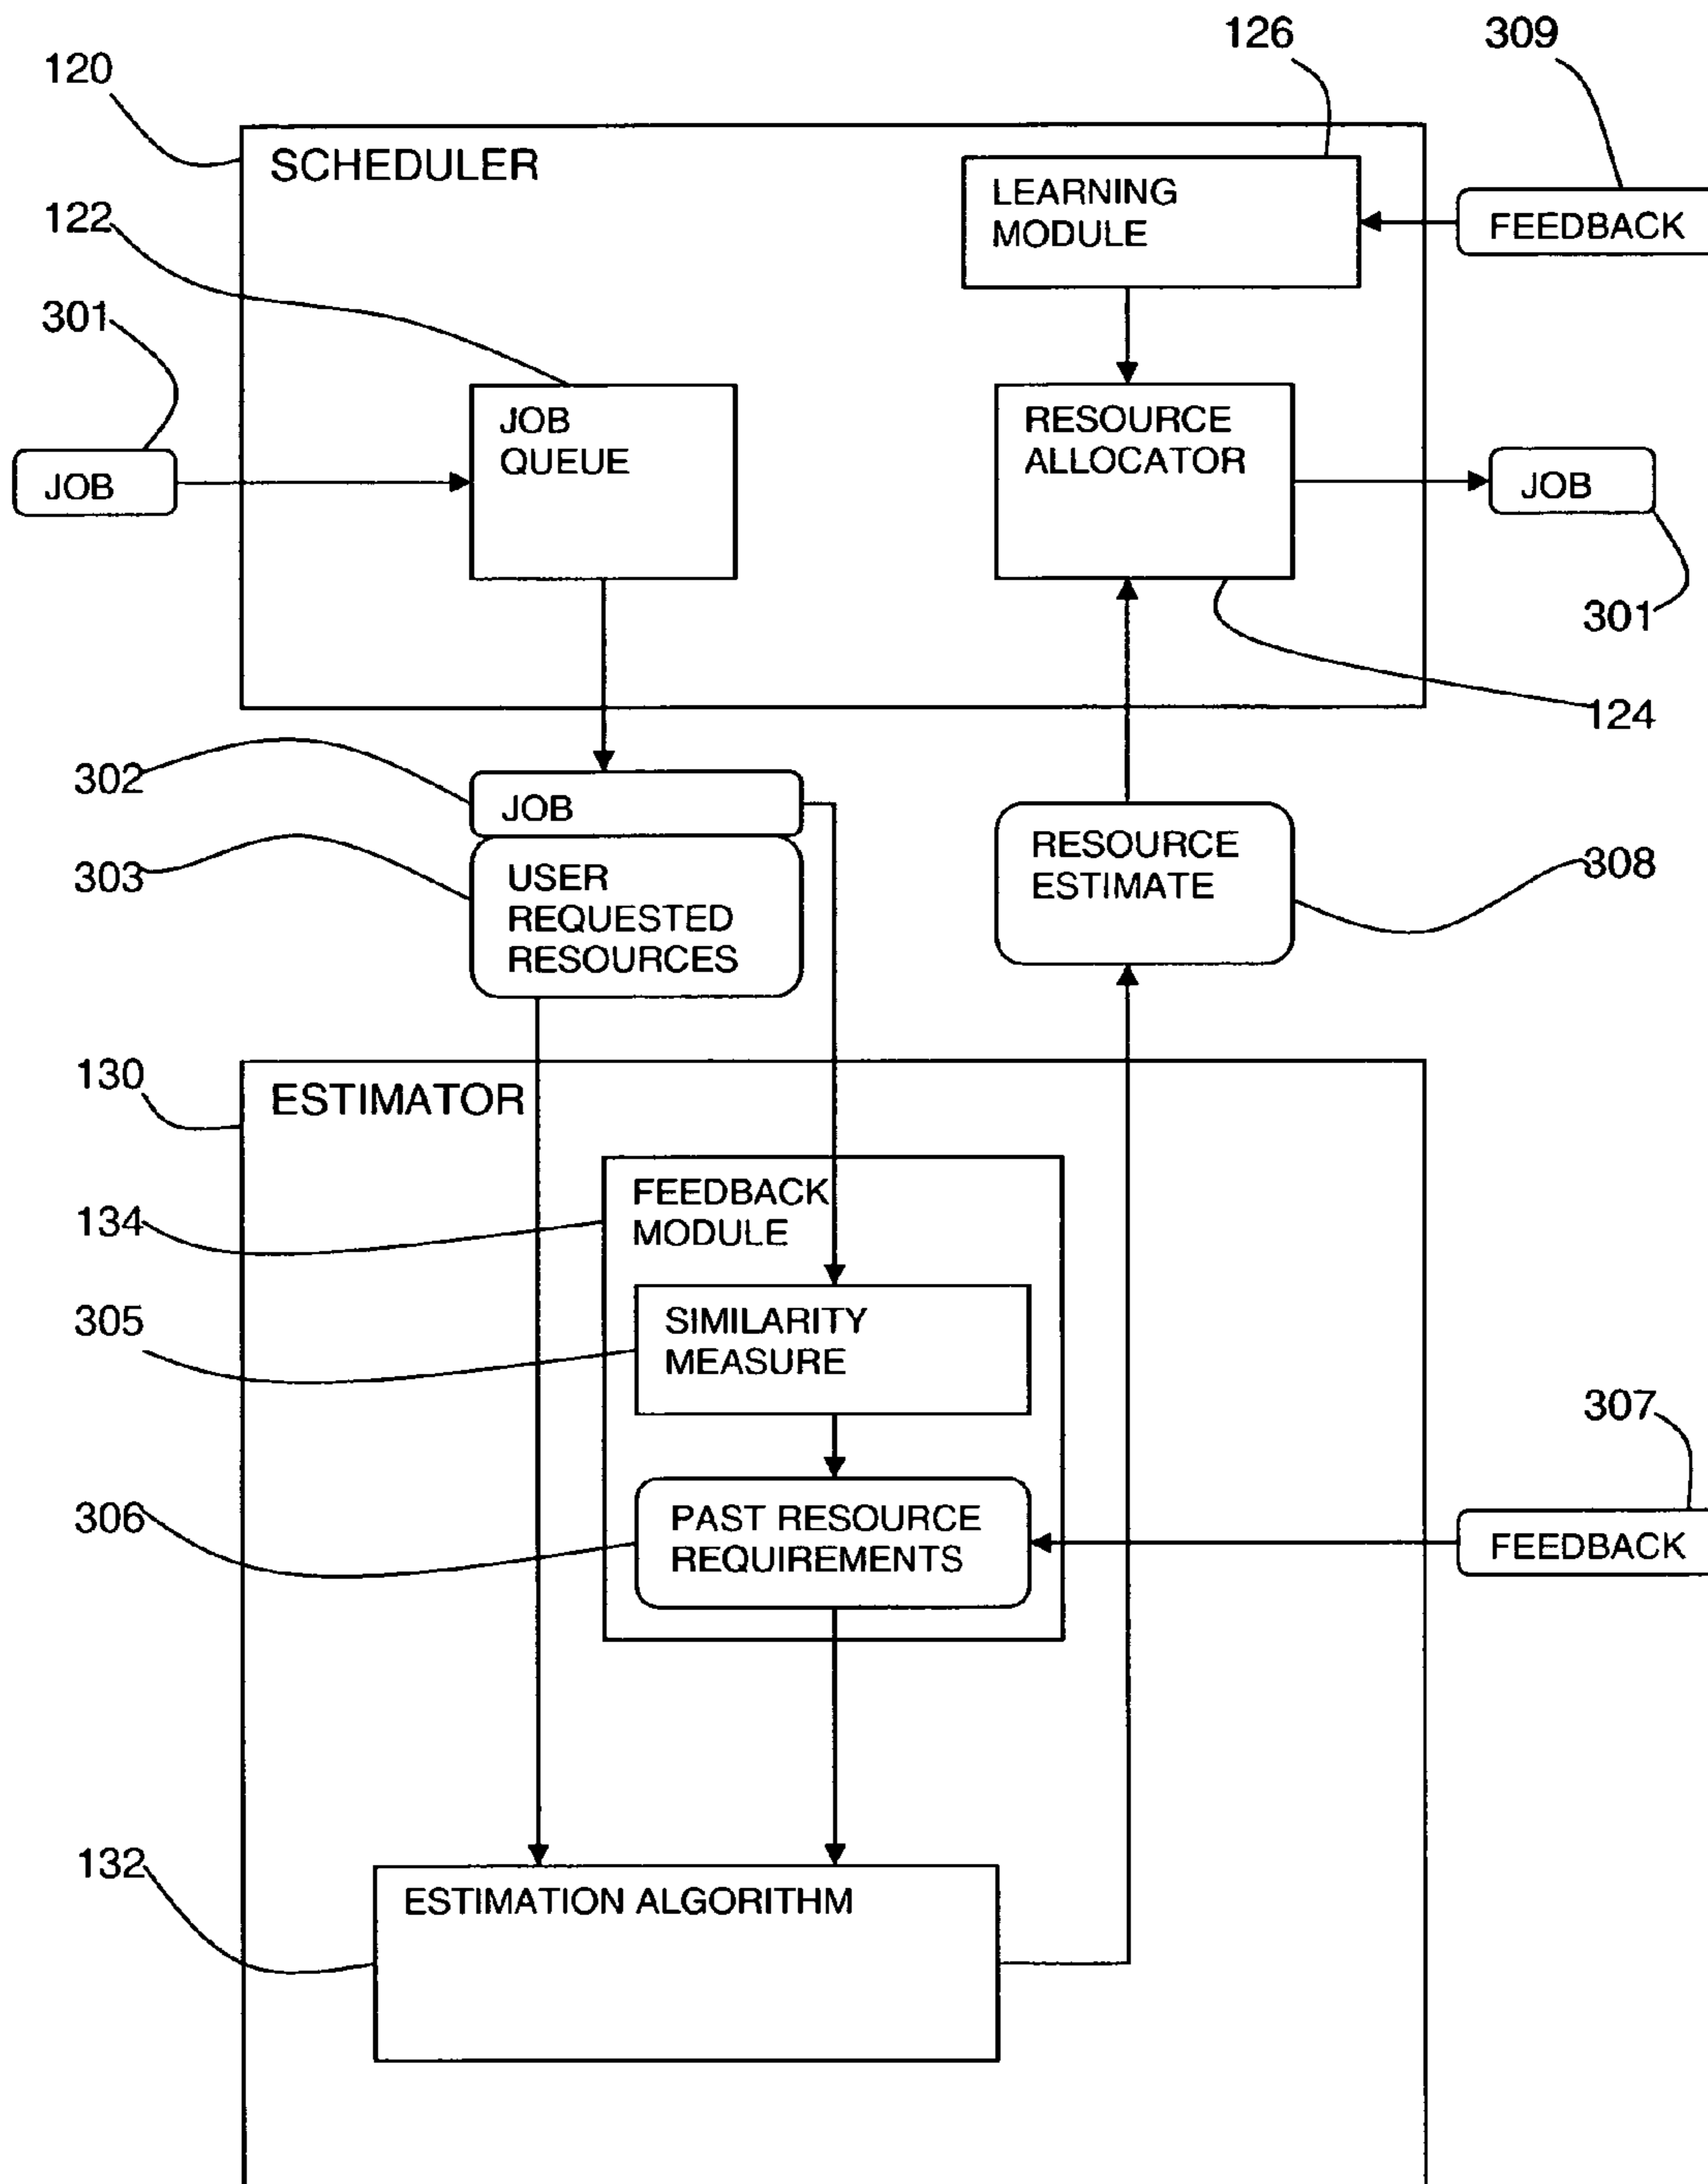 126
309
120
SCHEDULER
LEARNING
MODULE
FEEDBACK
122
301
JOB
QUEUE
RESOURCE
ALLOCATOR
JOB
JOB
301
124
302
JOB
303
USER
REQUESTED
RESOURCES
RESOURCE
ESTIMATE
308
130
ESTIMATOR
134
FEEDBACK
MODULE
305
SIMILARITY
MEASURE
307
306
PAST RESOURCE
REQUIREMENTS
FEEDBACK
132
ESTIMATION ALGORITHM